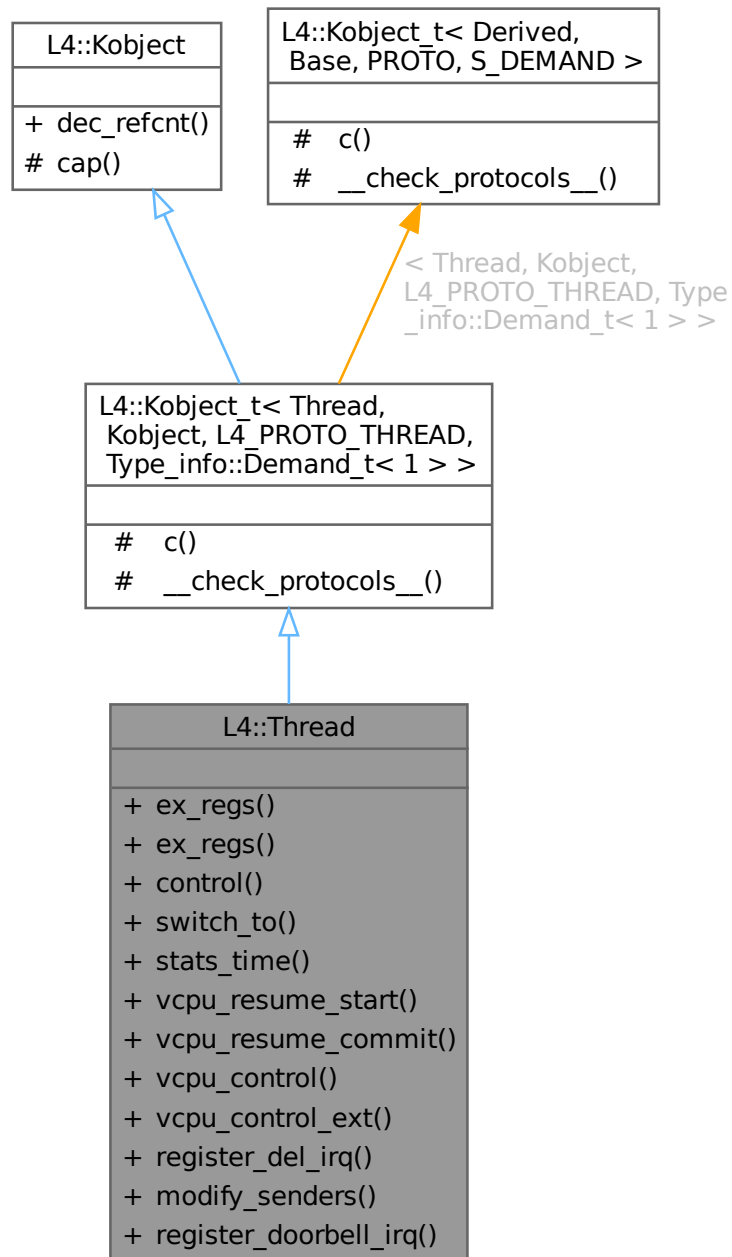 L4::Kobject
+ dec_refcnt()
# cap()
L4::Kobject_t< Derived,
Base, PROTO, S_DEMAND >
# c()
# __check_protocols__()
< Thread, Kobject,
L4_PROTO_THREAD, Type
_info::Demand_t< 1 > >
L4::Kobject_t< Thread,
Kobject, L4_PROTO_THREAD,
Type_info::Demand_t< 1 > >
# c()
# __check_protocols__()
L4::Thread
+ ex_regs()
+ ex_regs()
+ control()
+ switch_to()
+ stats_time()
+ vcpu_resume_start()
+ vcpu_resume_commit()
+ vcpu_control()
+ vcpu_control_ext()
+ register_del_irq()
+ modify_senders()
+ register_doorbell_irq()